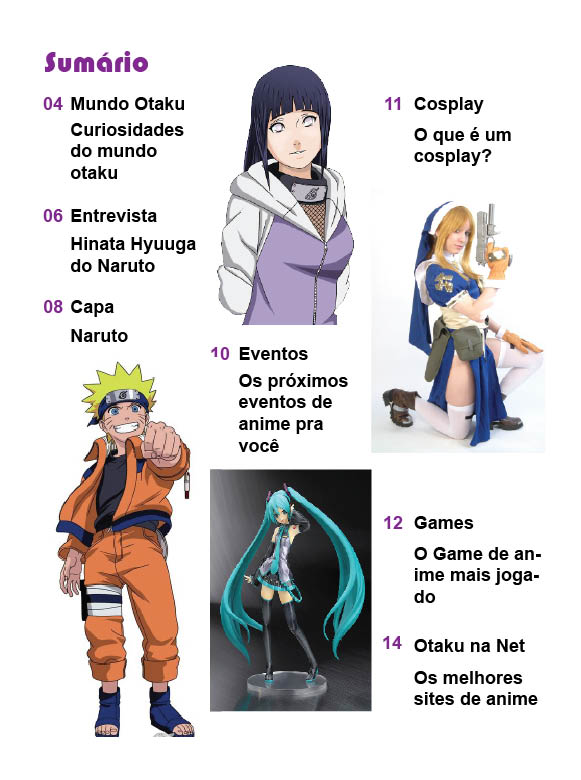 Sumário
04 Mundo Otaku
Curiosidades
do mundo
otaku
06 Entrevista
Hinata Hyuuga
do Naruto
08 Capa
Naruto
10 Eventos
Os próximos
eventos de
anime pra
você
11 Cosplay
O que é um
cosplay?
12 Games
O Game de an-
ime mais joga-
do
14 Otaku na Net
Os melhores
sites de anime